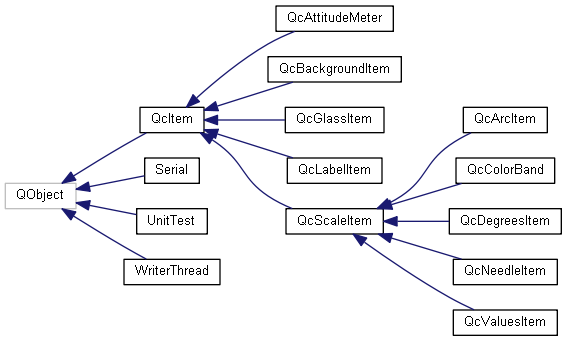 QcAttitudeMeter
QcBackgroundItem
QcItem
QcGlassItem
QcArcItem
Serial
QcLabelItem
QcColorBand
QObject
UnitTest
QcScaleItem
QcDegreesItem
WriterThread
QcNeedleItem
QcValuesItem